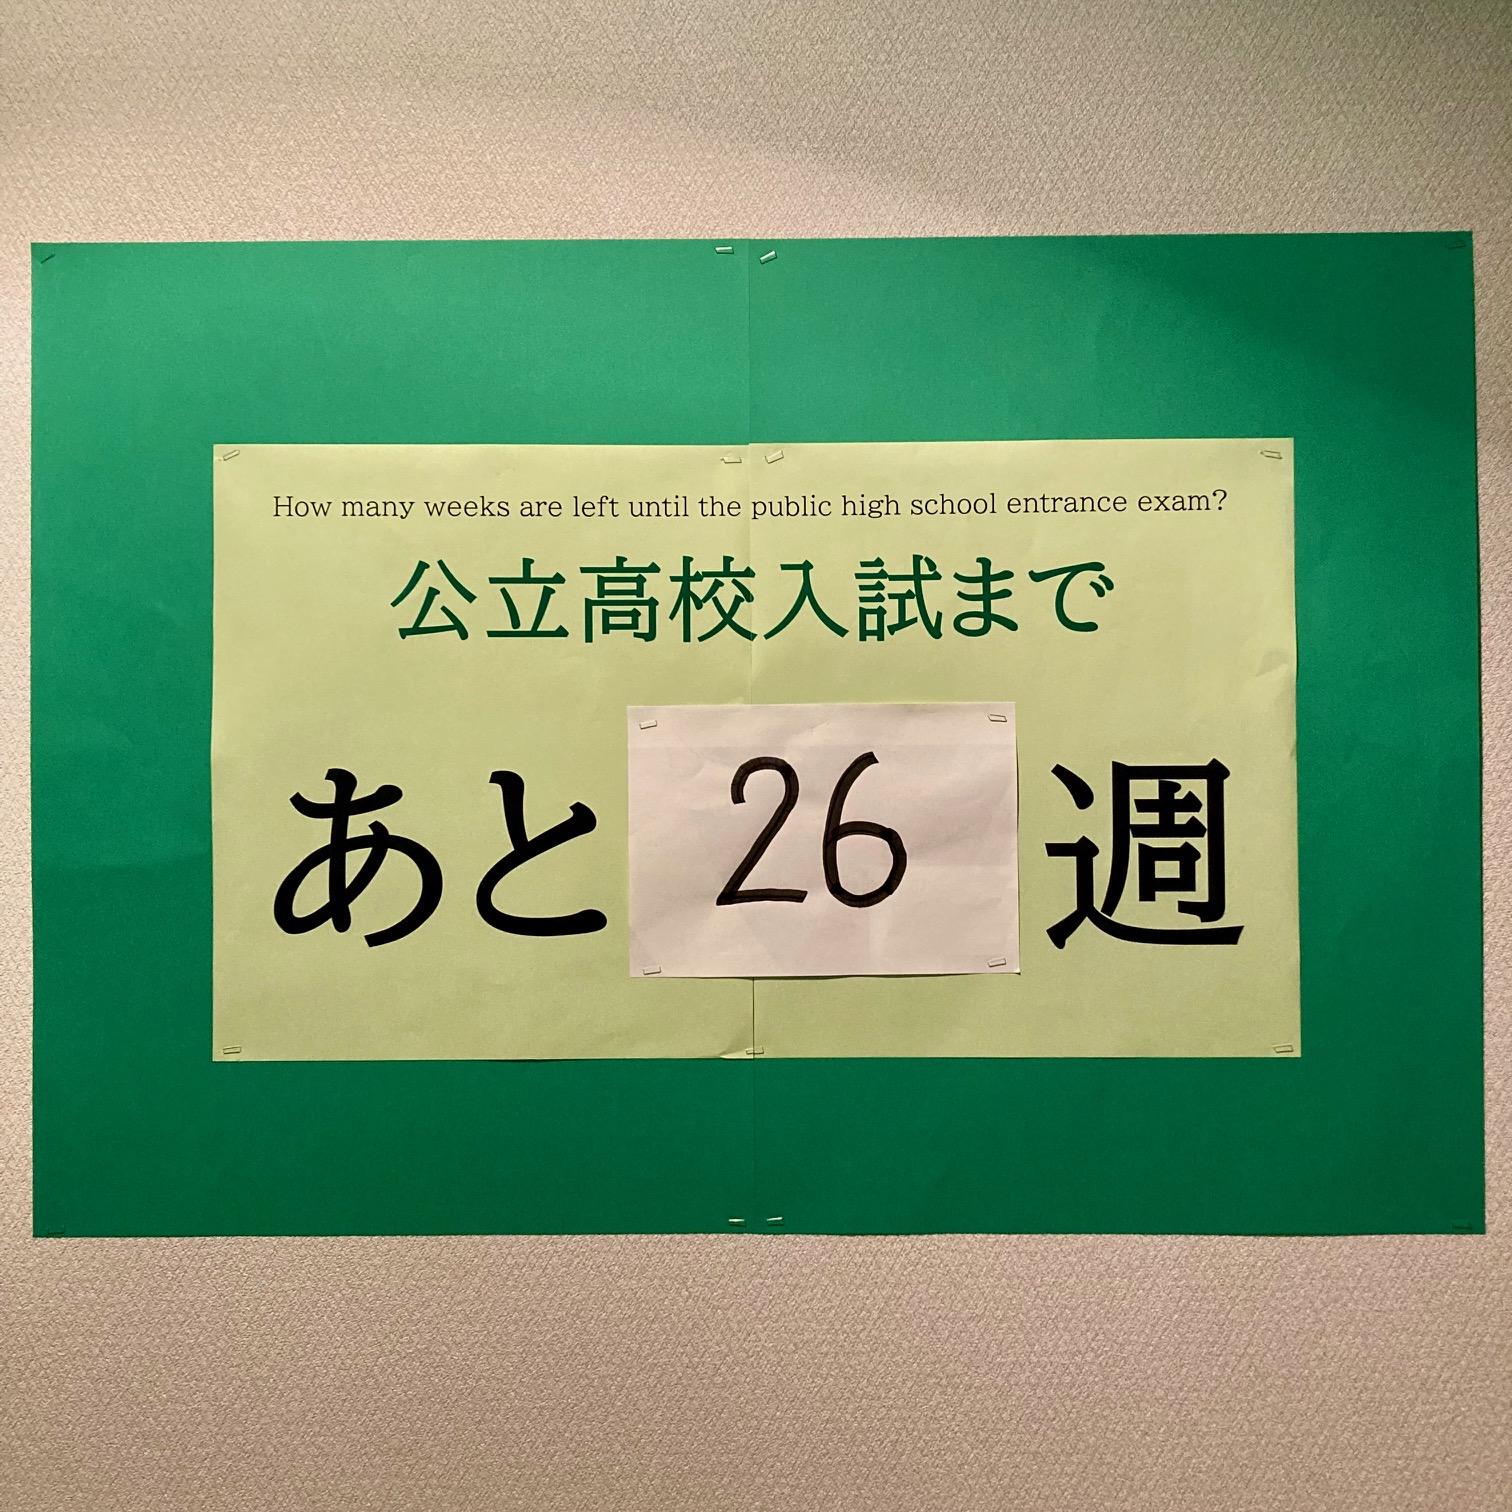 How many weeks are left until the public high school entrance exam?
公立高校入試まで
あと 26 週